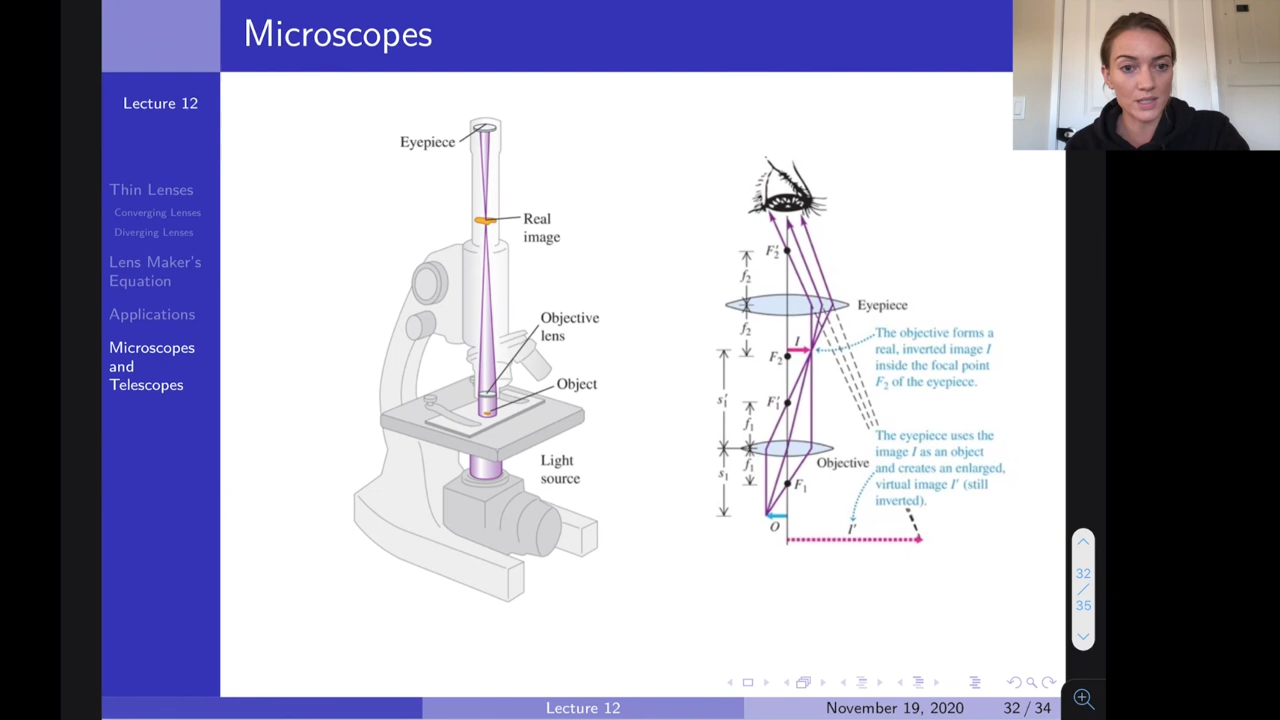 Microscopes
Lecture 12
Thin Lenses
Converging Lenses
Diverging Lenses
Lens Maker's
Equation
Applications
Microscopes
and
Telescopes
Eyepiece
Real
image
Objective
lens
Object
Light
source
F₂′
f₂
Eyepiece
f₂
I
F₂
The objective forms a
real, inverted image I
inside the focal point
F₂ of the eyepiece.
s₁′
F₁′
f₁
Objective
s₁
f₁
F₁
The eyepiece uses the
image I as an object
and creates an enlarged,
virtual image I′ (still
inverted).
O
I′
32
/
35
Lecture 12
November 19, 2020
32 / 34